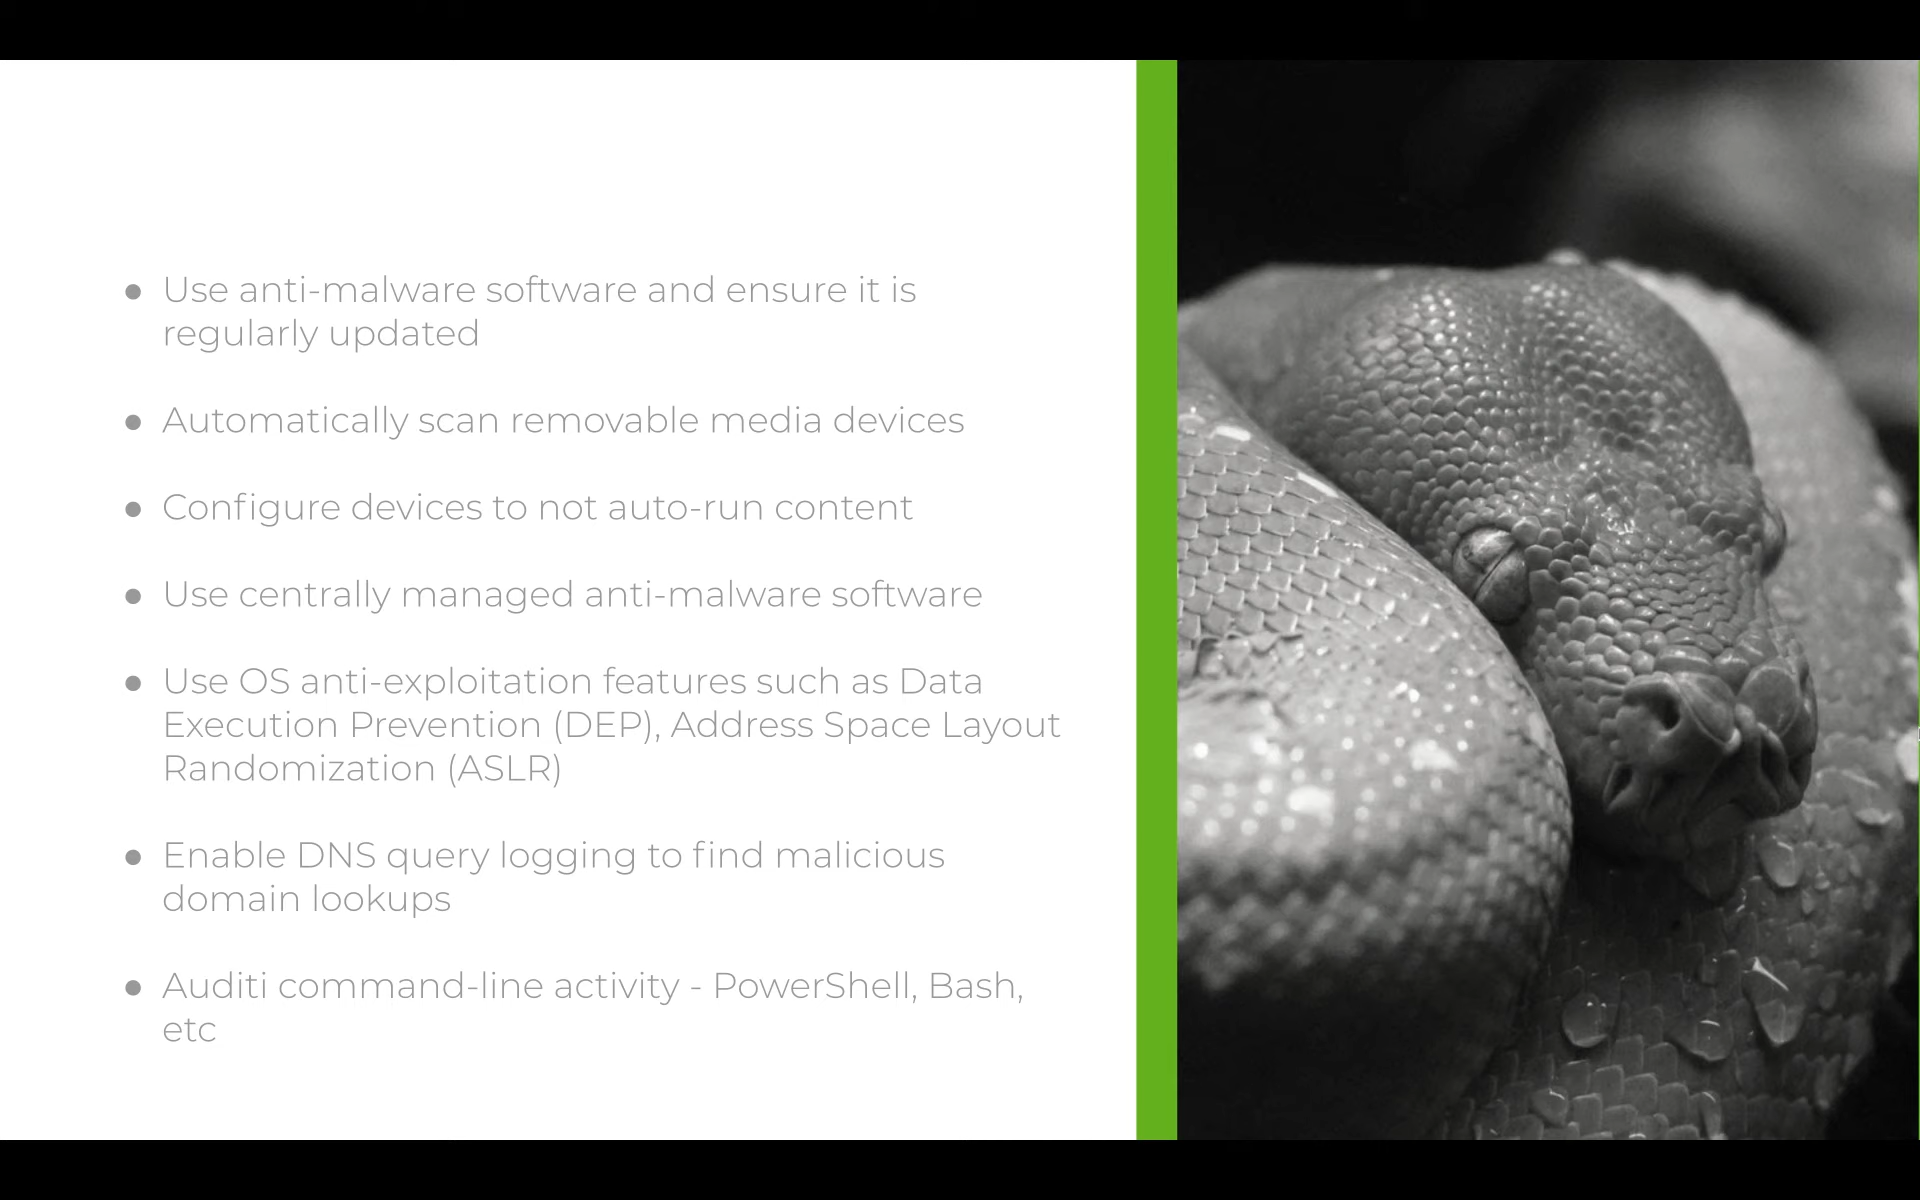 ● Use anti-malware software and ensure it is
regularly updated
● Automatically scan removable media devices
● Configure devices to not auto-run content
● Use centrally managed anti-malware software
● Use OS anti-exploitation features such as Data
Execution Prevention (DEP), Address Space Layout
Randomization (ASLR)
● Enable DNS query logging to find malicious
domain lookups
● Auditi command-line activity - PowerShell, Bash,
etc